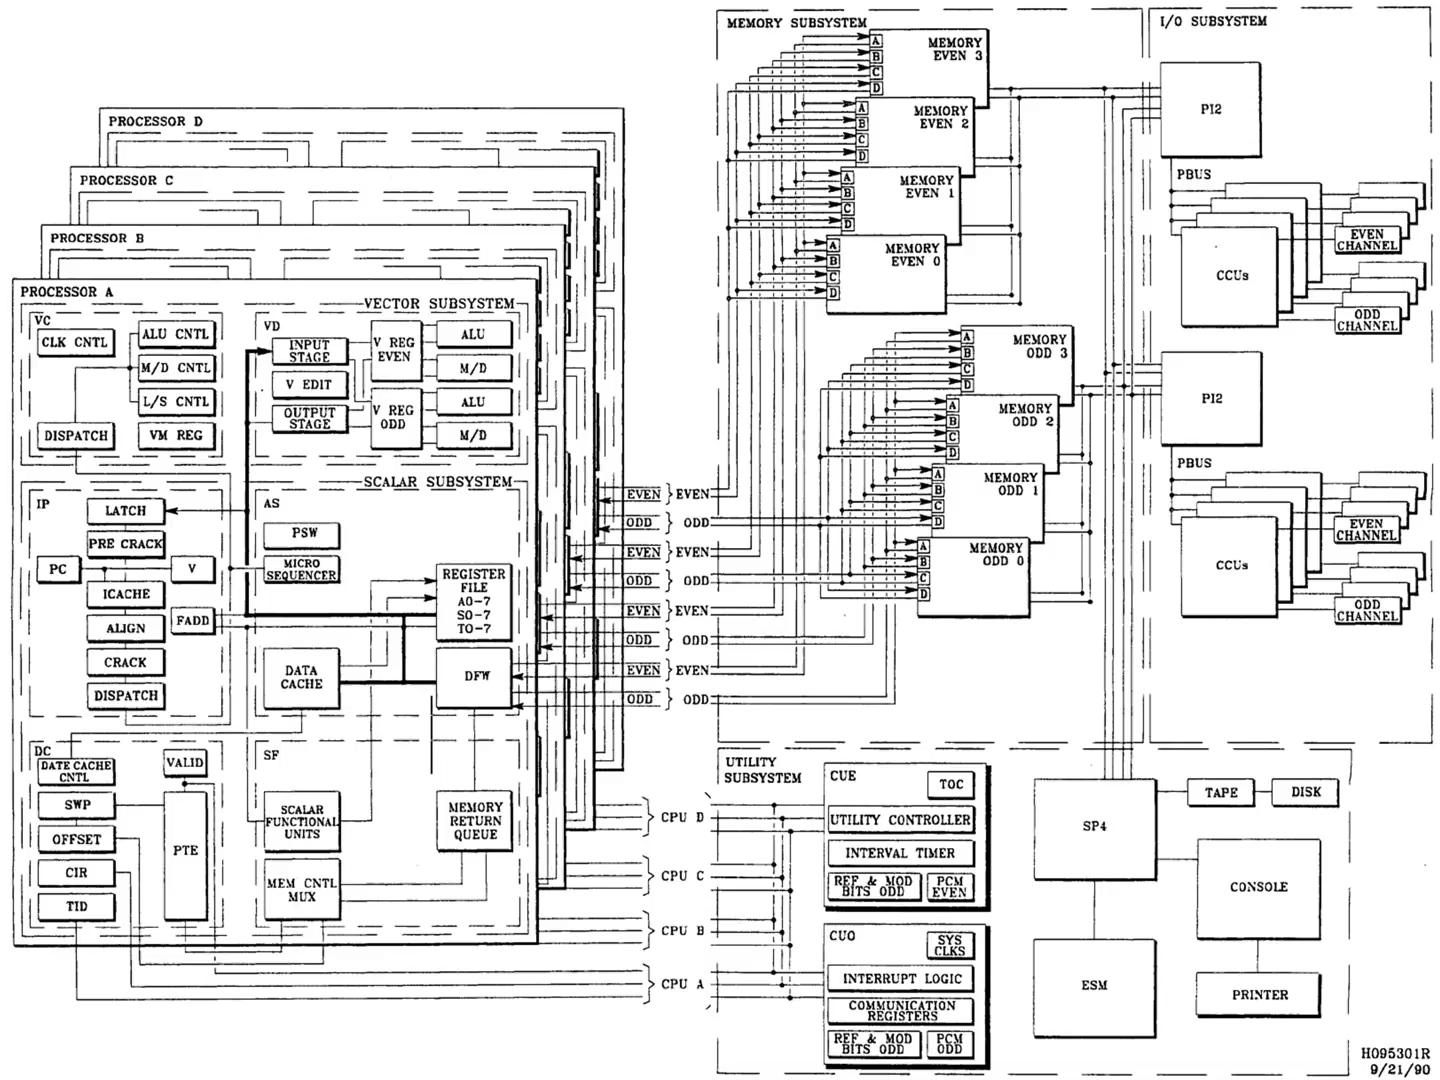 PROCESSOR D
PROCESSOR C
PROCESSOR B
PROCESSOR A
VECTOR SUBSYSTEM
VC
CLK CNTL
ALU CNTL
M/D CNTL
L/S CNTL
DISPATCH
VM REG
VD
INPUT
STAGE
V EDIT
OUTPUT
STAGE
V REG
EVEN
V REG
ODD
ALU
M/D
ALU
M/D
SCALAR SUBSYSTEM
IP
LATCH
PRE CRACK
PC
V
ICACHE
ALIGN
FADD
CRACK
DISPATCH
AS
PSW
MICRO
SEQUENCER
REGISTER
FILE
A0-7
S0-7
T0-7
DATA
CACHE
DFW
DC
DATE CACHE
CNTL
VALID
SWP
OFFSET
CIR
TID
PTE
SF
SCALAR
FUNCTIONAL
UNITS
MEMORY
RETURN
QUEUE
MEM CNTL
MUX
EVEN } EVEN
ODD } ODD
EVEN } EVEN
ODD } ODD
EVEN } EVEN
ODD } ODD
EVEN } EVEN
ODD } ODD
CPU D
CPU C
CPU B
CPU A
MEMORY SUBSYSTEM
A
B
C
D
MEMORY
EVEN 3
A
B
C
D
MEMORY
EVEN 2
A
B
C
D
MEMORY
EVEN 1
A
B
C
D
MEMORY
EVEN 0
A
B
C
D
MEMORY
ODD 3
A
B
C
D
MEMORY
ODD 2
A
B
C
D
MEMORY
ODD 1
A
B
C
D
MEMORY
ODD 0
I/O SUBSYSTEM
PI2
PBUS
CCUs
EVEN
CHANNEL
ODD
CHANNEL
PI2
PBUS
CCUs
EVEN
CHANNEL
ODD
CHANNEL
UTILITY
SUBSYSTEM
CUE
TOC
UTILITY CONTROLLER
INTERVAL TIMER
REF & MOD
BITS ODD
PCM
EVEN
CUO
SYS
CLKS
INTERRUPT LOGIC
COMMUNICATION
REGISTERS
REF & MOD
BITS ODD
PCM
ODD
SP4
TAPE
DISK
CONSOLE
ESM
PRINTER
H095301R
9/21/90